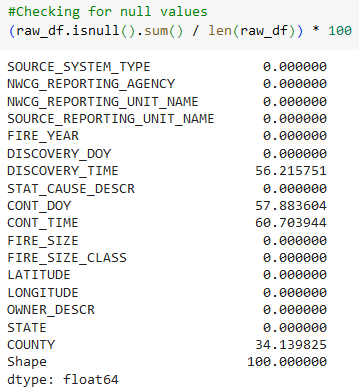 #Checking for null values
(raw_df.isnull().sum() / len(raw_df)) * 100
SOURCE_SYSTEM_TYPE 0.000000
NWCG_REPORTING_AGENCY 0.000000
NWCG_REPORTING_UNIT_NAME 0.000000
SOURCE_REPORTING_UNIT_NAME 0.000000
FIRE_YEAR 0.000000
DISCOVERY_DOY 0.000000
DISCOVERY_TIME 56.215751
STAT_CAUSE_DESCR 0.000000
CONT_DOY 57.883604
CONT_TIME 60.703944
FIRE_SIZE 0.000000
FIRE_SIZE_CLASS 0.000000
LATITUDE 0.000000
LONGITUDE 0.000000
OWNER_DESCR 0.000000
STATE 0.000000
COUNTY 34.139825
Shape 100.000000
dtype: float64